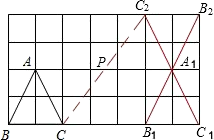 C₂ B₂
A P A₁
B C B₁ C₁